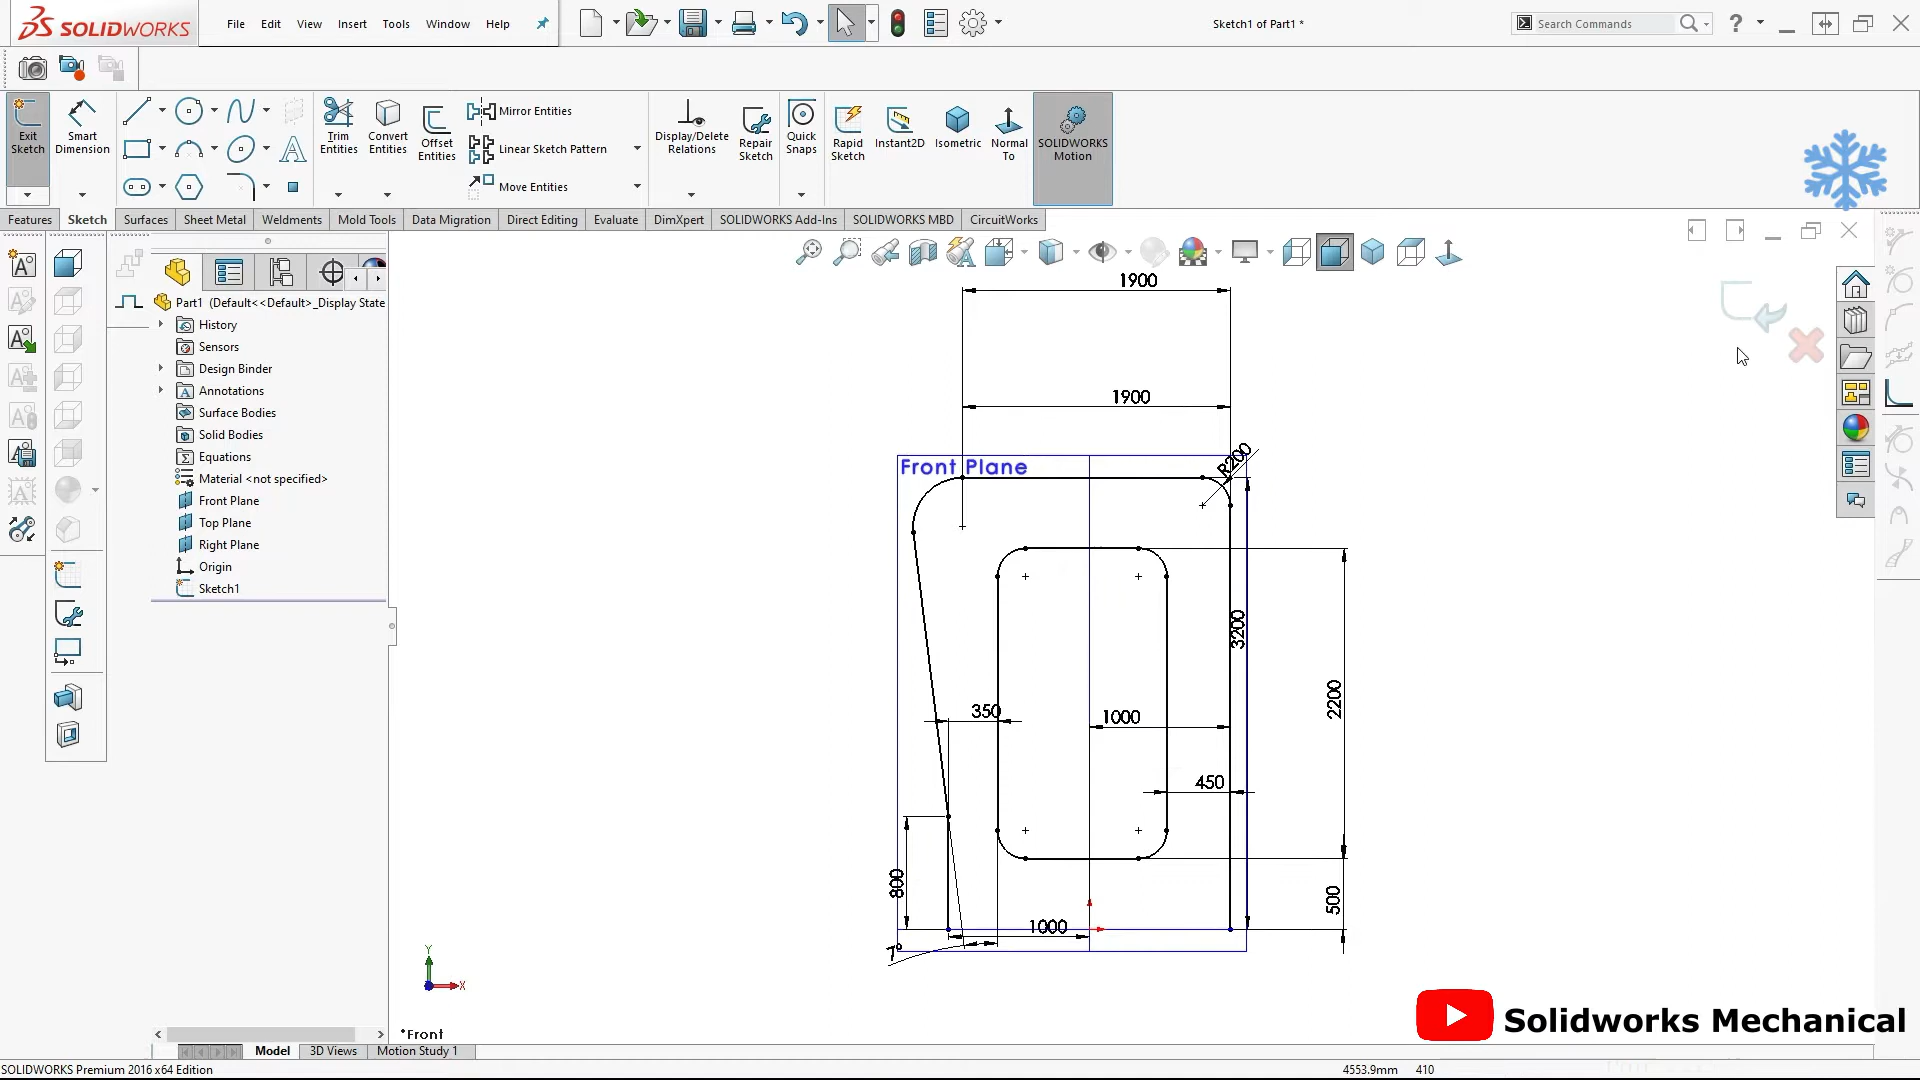 SOLIDWORKS
File
Edit
View
Insert
Tools
Window
Help
Sketch1 of Part1 *
Search Commands
Exit Sketch
Smart Dimension
Trim Entities
Convert Entities
Offset Entities
Mirror Entities
Linear Sketch Pattern
Move Entities
Display/Delete Relations
Repair Sketch
Quick Snaps
Rapid Sketch
Instant2D
Isometric
Normal To
SOLIDWORKS Motion
Features
Sketch
Surfaces
Sheet Metal
Weldments
Mold Tools
Data Migration
Direct Editing
Evaluate
DimXpert
SOLIDWORKS Add-Ins
SOLIDWORKS MBD
CircuitWorks
Part1 (Default<<Default>_Display State
History
Sensors
Design Binder
Annotations
Surface Bodies
Solid Bodies
Equations
Material <not specified>
Front Plane
Top Plane
Right Plane
Origin
Sketch1
1900
1900
R200
Front Plane
3200
2200
350
1000
450
800
500
1000
7°
Y
X
*Front
Solidworks Mechanical
Model
3D Views
Motion Study 1
SOLIDWORKS Premium 2016 x64 Edition
4553.9mm
410